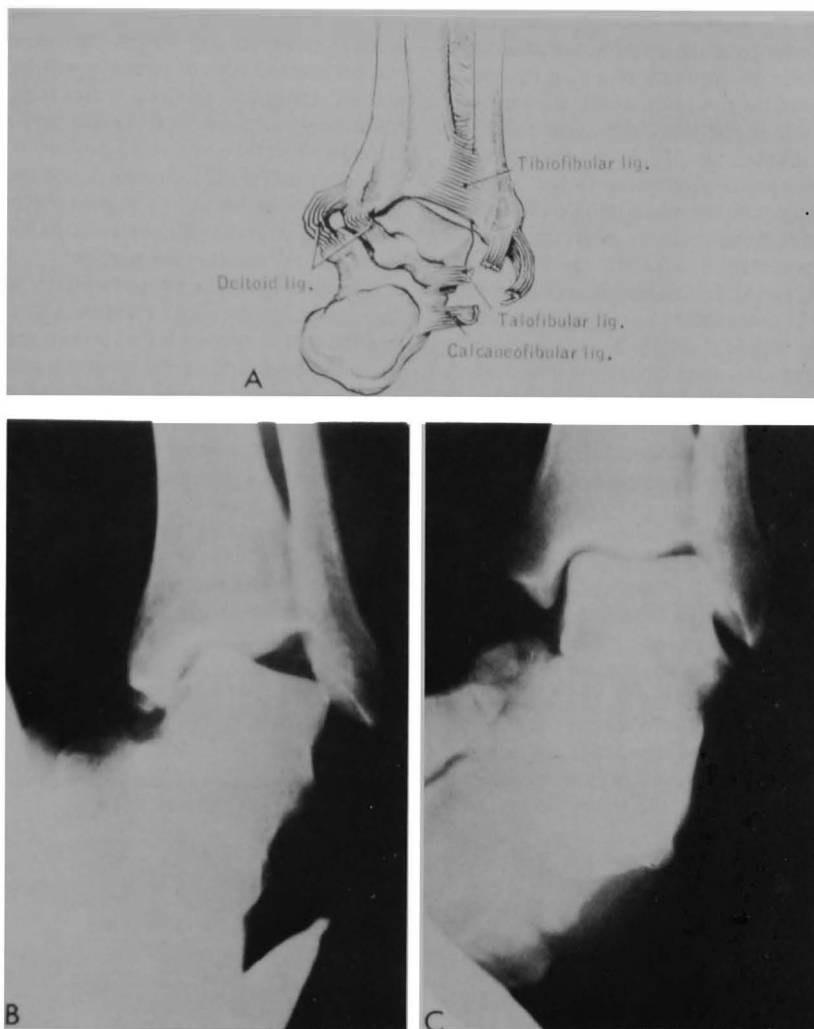 Tibiofibular lig.
Deltoid lig.
Talofibular lig.
Calcaneofibular lig.
A
B
C